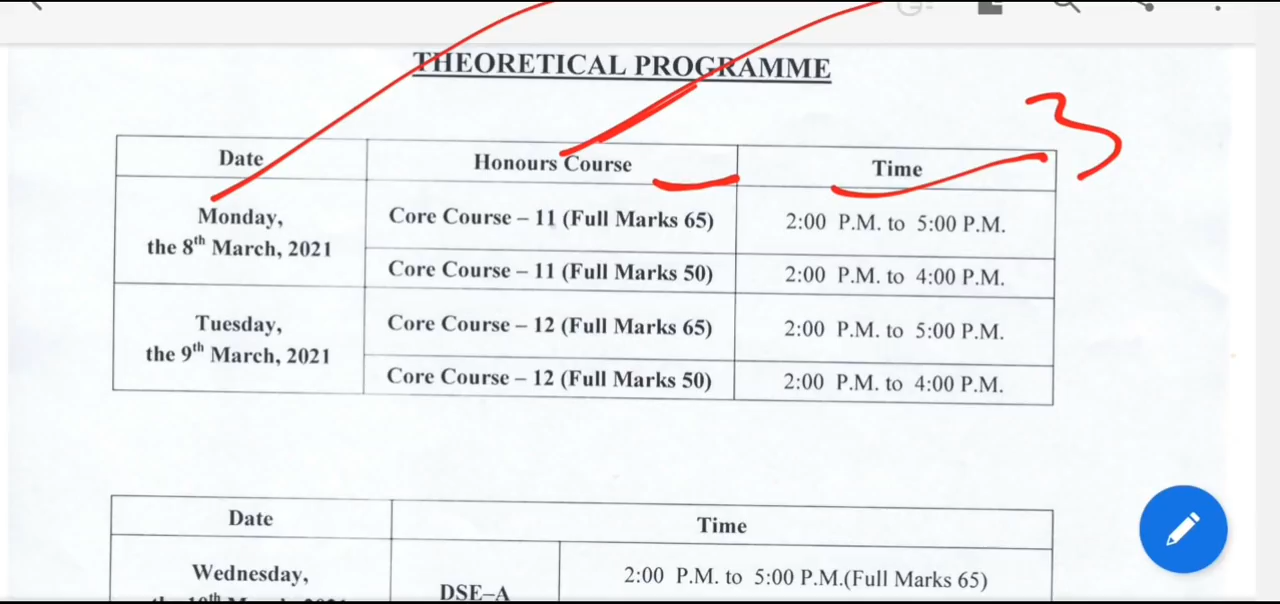 THEORETICAL PROGRAMME
Date Honours Course Time
Monday,
the 8th March, 2021
Core Course – 11 (Full Marks 65) 2:00 P.M. to 5:00 P.M.
Core Course – 11 (Full Marks 50) 2:00 P.M. to 4:00 P.M.
Tuesday,
the 9th March, 2021
Core Course – 12 (Full Marks 65) 2:00 P.M. to 5:00 P.M.
Core Course – 12 (Full Marks 50) 2:00 P.M. to 4:00 P.M.
Date Time
Wednesday,
DSE–A
2:00 P.M. to 5:00 P.M.(Full Marks 65)